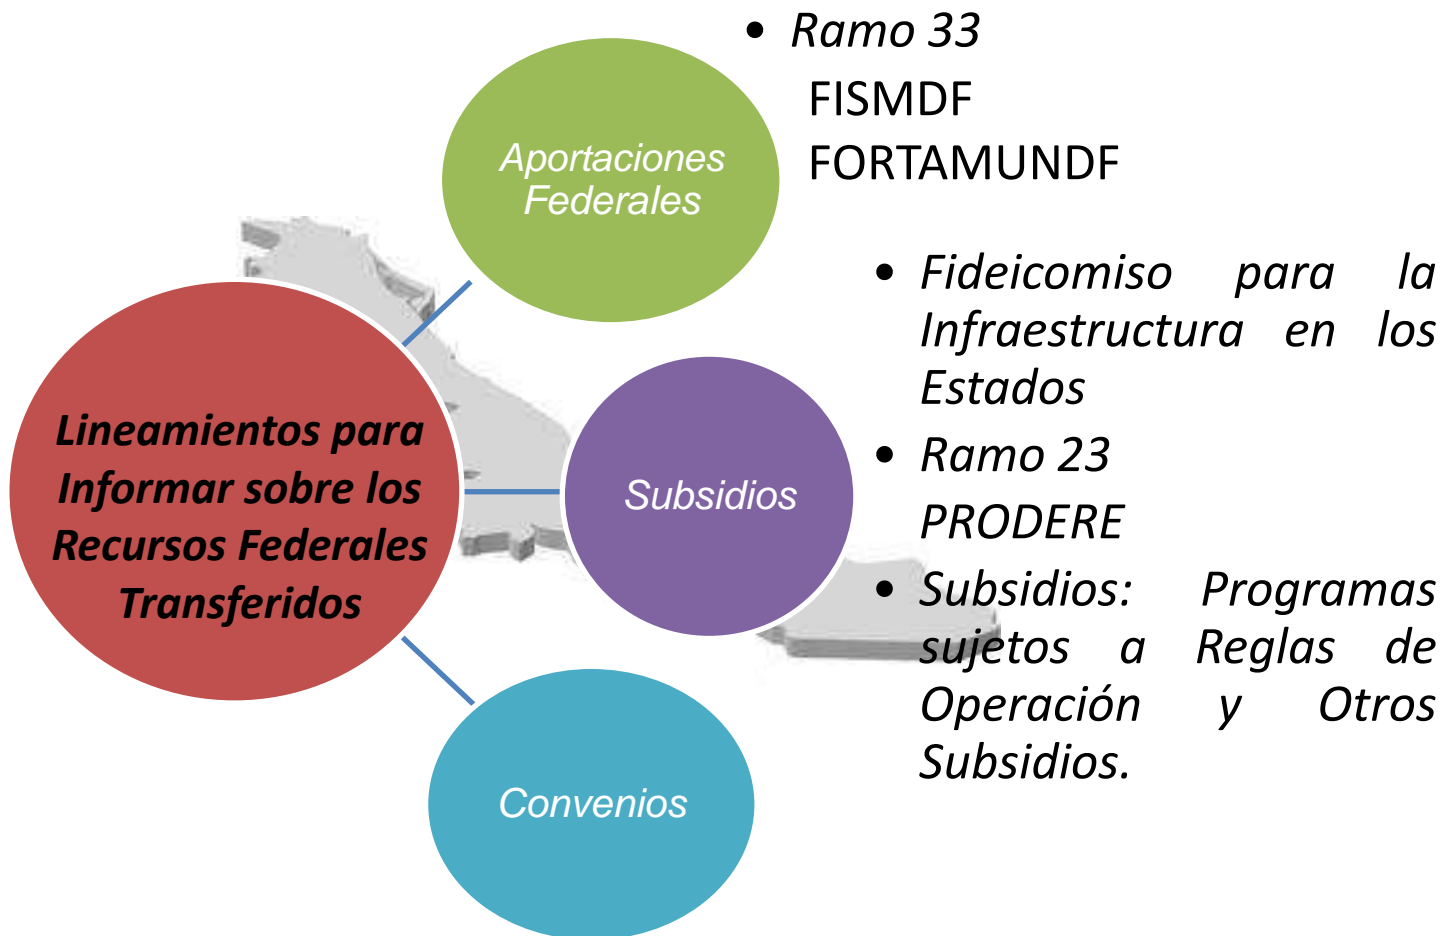 Ramo 33
FISMDF
FORTAMUNDF
Aportaciones
Federales
Lineamientos para
Informar sobre los
Recursos Federales
Transferidos
Subsidios
• Fideicomiso para la
Infraestructura en los
Estados
• Ramo 23
PRODERE
• Subsidios: Programas
sujetos a Reglas de
Operación y Otros
Subsidios.
Convenios